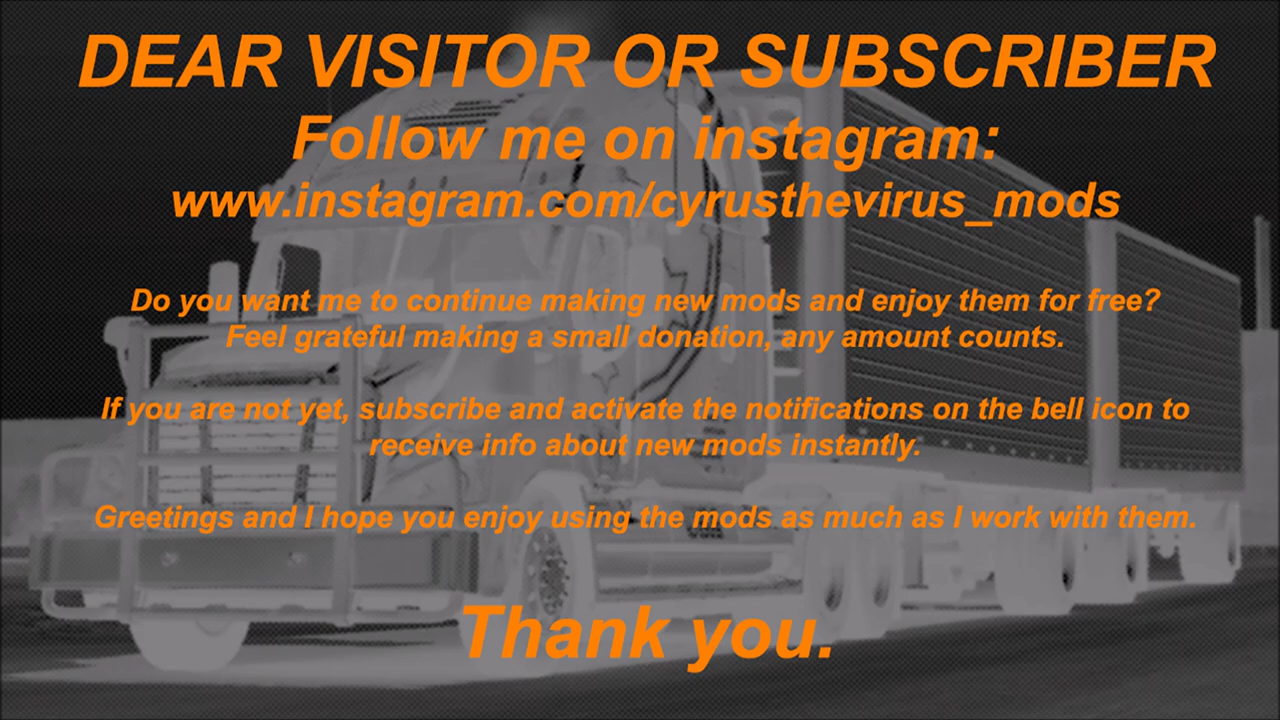 DEAR VISITOR OR SUBSCRIBER
Follow me on instagram:
www.instagram.com/cyrusthevirus_mods
Do you want me to continue making new mods and enjoy them for free?
Feel grateful making a small donation, any amount counts.
If you are not yet, subscribe and activate the notifications on the bell icon to
receive info about new mods instantly.
Greetings and I hope you enjoy using the mods as much as I work with them.
Thank you.